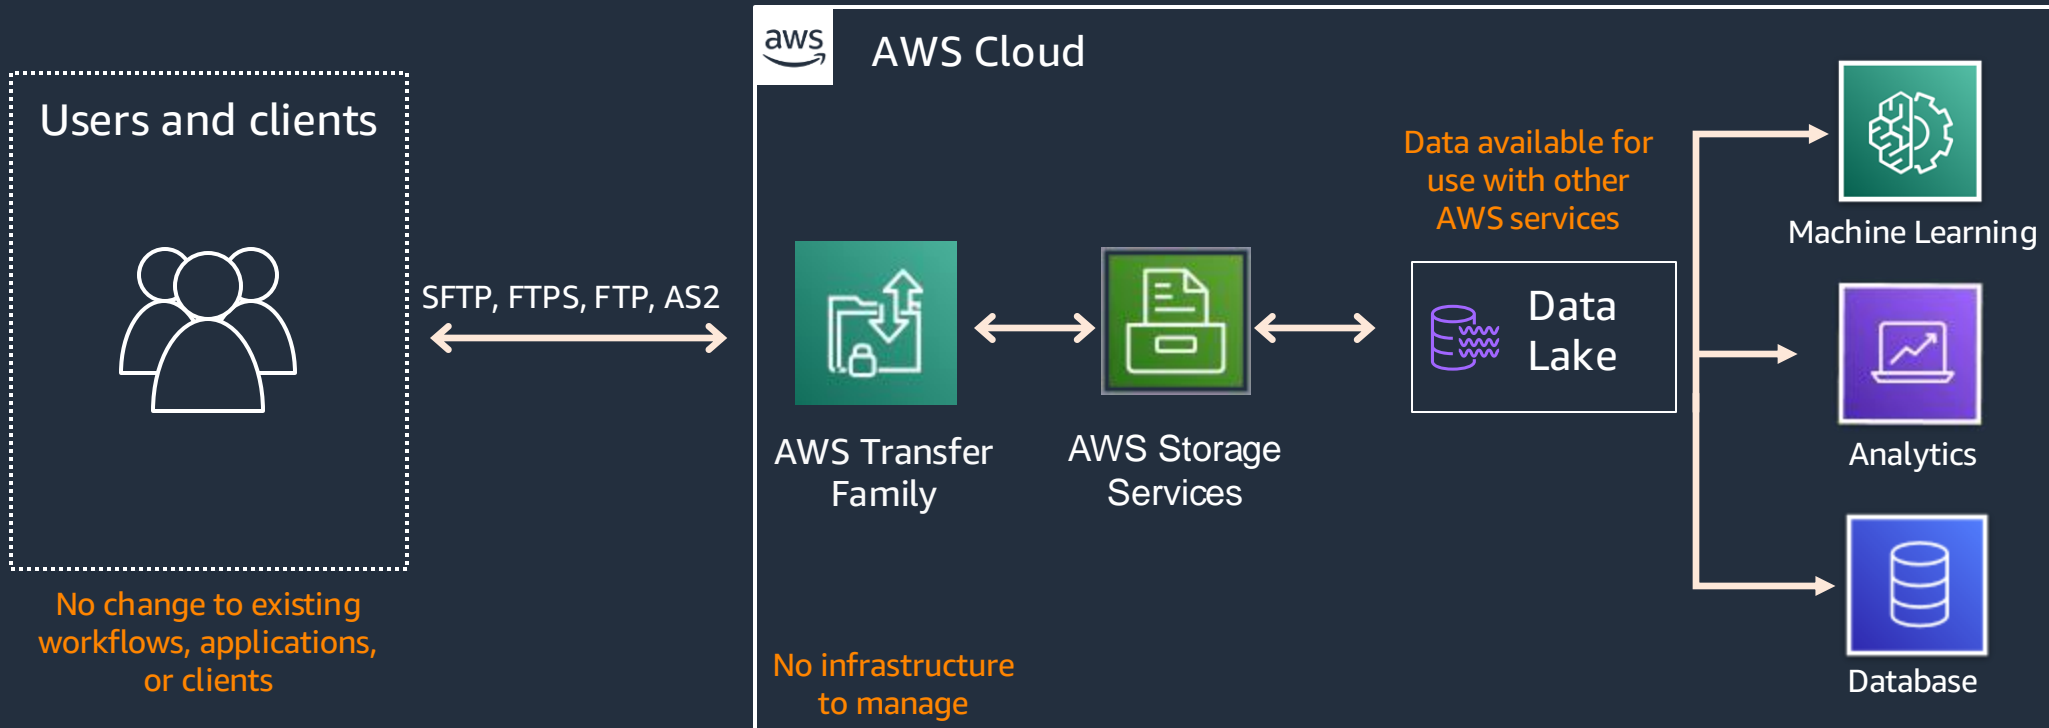 aws
AWS Cloud
Users and clients
SFTP, FTPS, FTP, AS2
No change to existing
workflows, applications,
or clients
AWS Transfer
Family
AWS Storage
Services
No infrastructure
to manage
Data available for
use with other
AWS services
Data
Lake
Machine Learning
Analytics
Database